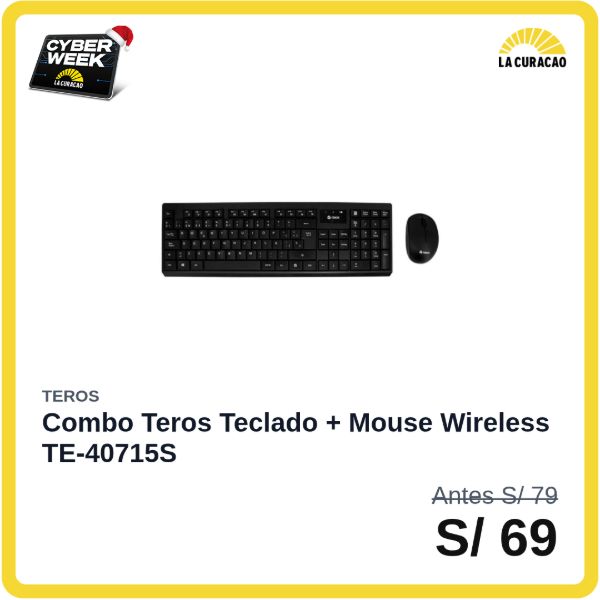 CYBER
WEEK
LA CURACAO
LA CURACAO
TEROS
Combo Teros Teclado + Mouse Wireless
TE-40715S
Antes S/ 79
S/ 69